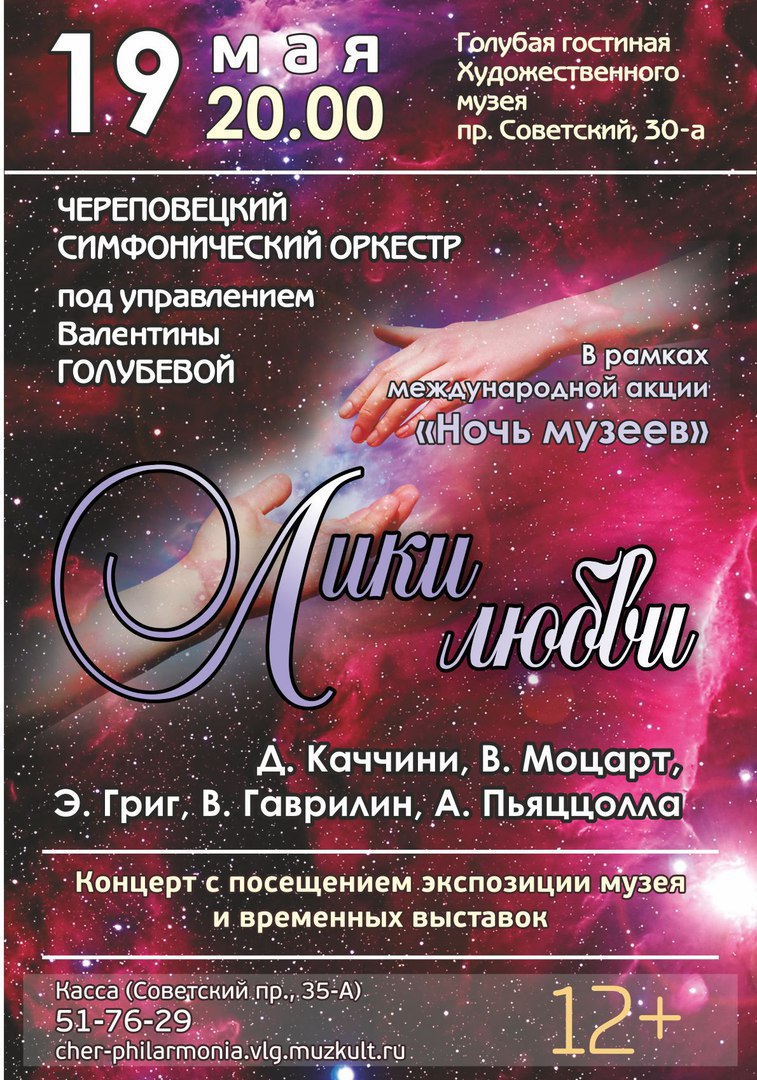 19
мая
20.00
Голубая гостиная
Художественного
музея
пр. Советский, 30-а
ЧЕРЕПОВЕЦКИЙ
СИМФОНИЧЕСКИЙ ОРКЕСТР
под управлением
Валентины
ГОЛУБЕВОЙ
В рамках
международной акции
«Ночь музеев»
Лики
любви
Д. Каччини, В. Моцарт,
Э. Григ, В. Гаврилин, А. Пьяццолла
Концерт с посещением экспозиции музея
и временных выставок
Касса (Советский пр., 35-А)
51-76-29
cher-philarmonia.vlg.muzkult.ru
12+